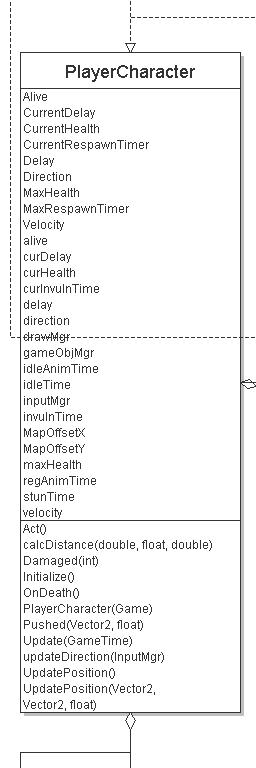 PlayerCharacter
Alive
CurrentDelay
CurrentHealth
CurrentRespawnTimer
Delay
Direction
MaxHealth
MaxRespawnTimer
Velocity
alive
curDelay
curHealth
curInvulnTime
delay
direction
drawMgr
gameObjMgr
idleAnimTime
idleTime
inputMgr
invulnTime
MapOffsetX
MapOffsetY
maxHealth
regAnimTime
stunTime
velocity
Act()
calcDistance(double, float, double)
Damaged(int)
Initialize()
OnDeath()
PlayerCharacter(Game)
Pushed(Vector2, float)
Update(GameTime)
updateDirection(InputMgr)
UpdatePosition()
UpdatePosition(Vector2,
Vector2, float)